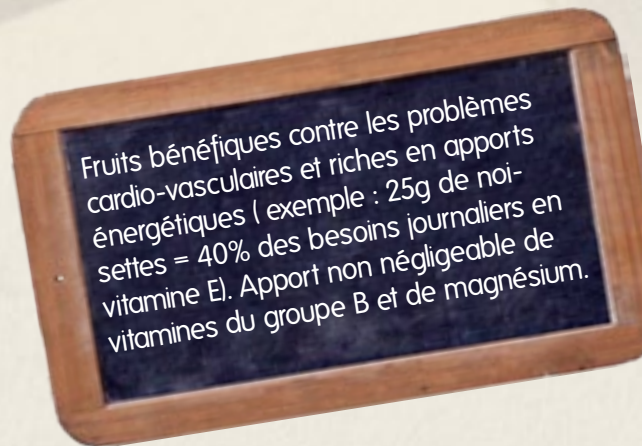 Fruits bénéfiques contre les problèmes
cardio-vasculaires et riches en apports
énergétiques ( exemple : 25g de noi-
settes = 40% des besoins journaliers en
vitamine E). Apport non négligeable de
vitamines du groupe B et de magnésium.